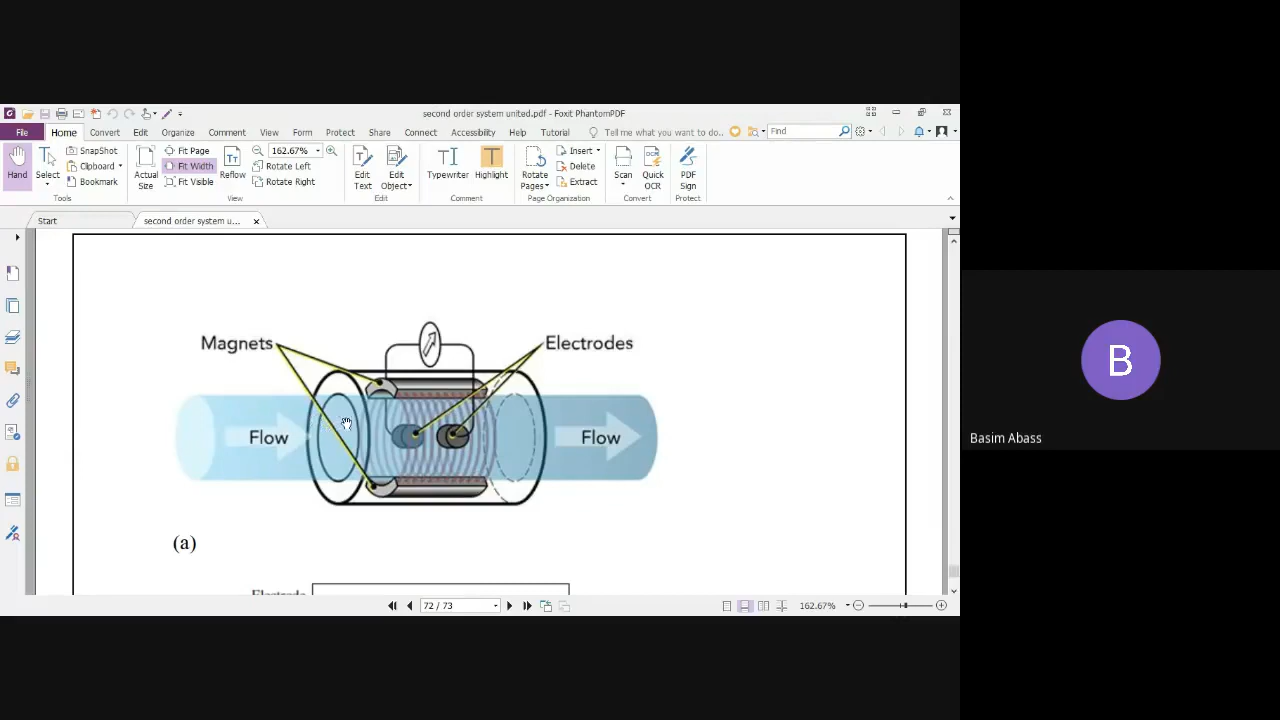 second order system united.pdf - Foxit PhantomPDF
File Home Convert Edit Organize Comment View Form Protect Share Connect Accessibility Help Tutorial Tell me what you want to do.. Find
Hand
Select
SnapShot
Clipboard
Bookmark
Tools
Actual
Size
Fit Page
Fit Width
Fit Visible
Reflow
162.67%
Rotate Left
Rotate Right
View
Edit
Text
Edit
Object
Edit
Typewriter
Highlight
Comment
Rotate
Pages
Insert
Delete
Extract
Page Organization
Scan
Quick
OCR
Convert
PDF
Sign
Protect
Start
second order system u...
Magnets
Electrodes
Flow
Flow
(a)
Electrode
72 / 73
162.67%
B
Basim Abass